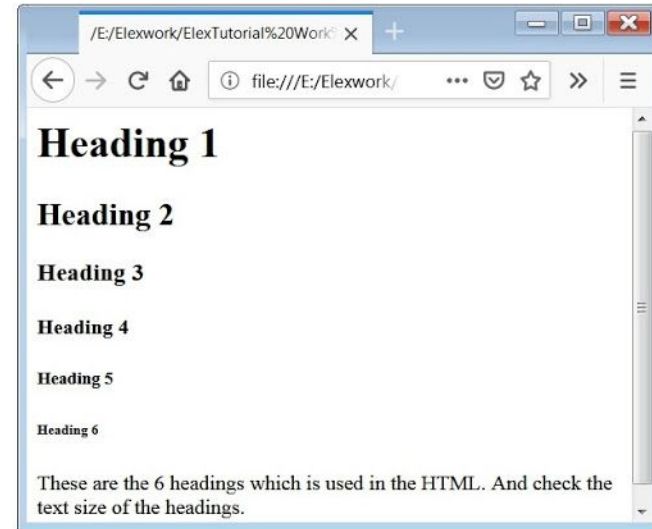 /E:/Elexwork/ElexTutorial%20Work
file:///E:/Elexwork/
Heading 1
Heading 2
Heading 3
Heading 4
Heading 5
Heading 6
These are the 6 headings which is used in the HTML. And check the
text size of the headings.